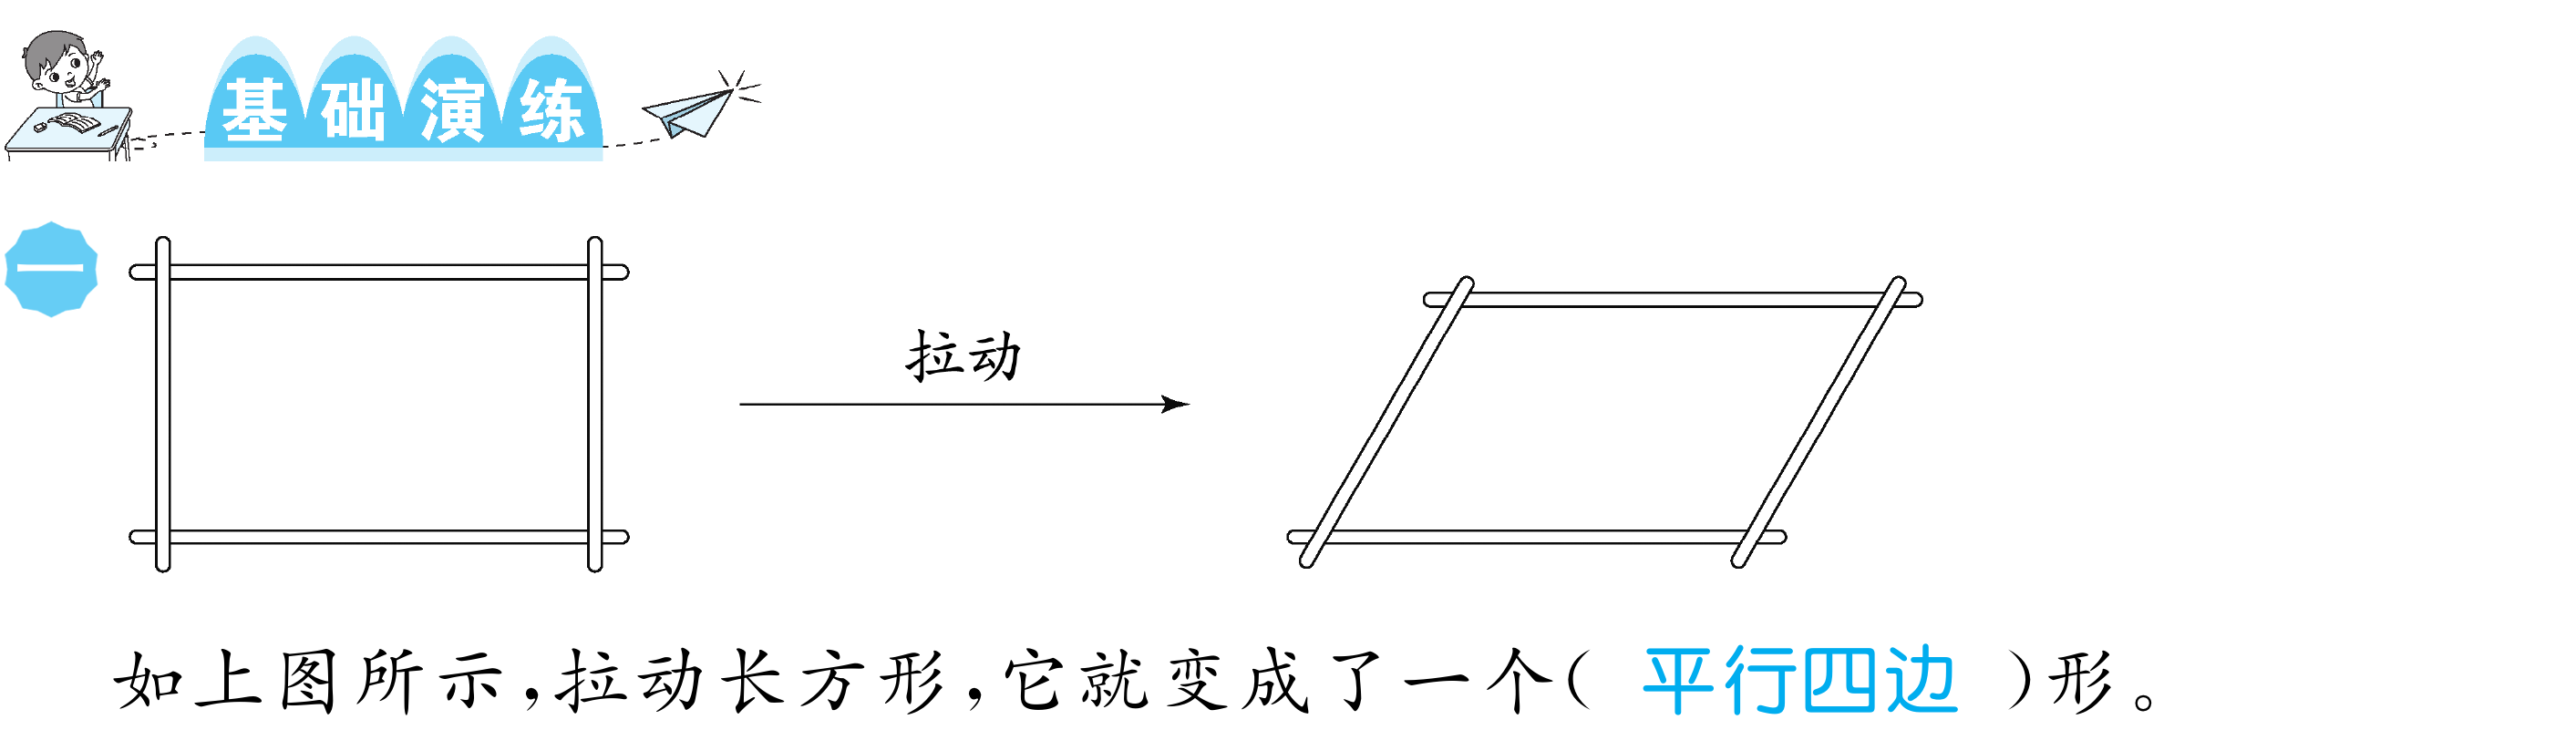 基础演练
一
拉动
如上图所示,拉动长方形,它就变成了一个( 平行四边 )形。